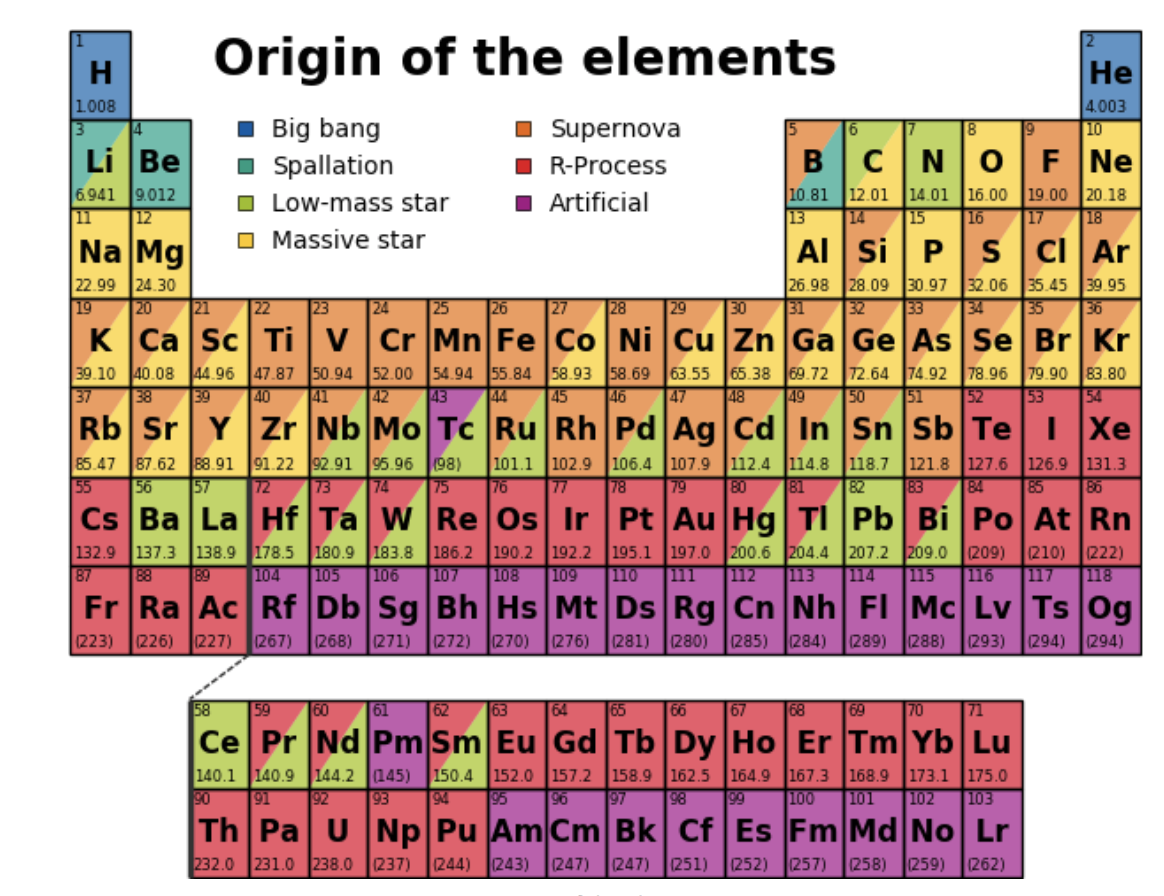 Origin of the elements
1 2
H He
1.008 4.003
Big bang Supernova
Spallation R-Process
Low-mass star Artificial
Massive star
3 4 5 6 7 8 9 10
Li Be B C N O F Ne
6.941 9.012 10.81 12.01 14.01 16.00 19.00 20.18
11 12 13 14 15 16 17 18
Na Mg Al Si P S Cl Ar
22.99 24.30 26.98 28.09 30.97 32.06 35.45 39.95
19 20 21 22 23 24 25 26 27 28 29 30 31 32 33 34 35 36
K Ca Sc Ti V Cr Mn Fe Co Ni Cu Zn Ga Ge As Se Br Kr
39.10 40.08 44.96 47.87 50.94 52.00 54.94 55.84 58.93 58.69 63.55 65.38 69.72 72.64 74.92 78.96 79.90 83.80
37 38 39 40 41 42 43 44 45 46 47 48 49 50 51 52 53 54
Rb Sr Y Zr Nb Mo Tc Ru Rh Pd Ag Cd In Sn Sb Te I Xe
85.47 87.62 88.91 91.22 92.91 95.96 (98) 101.1 102.9 106.4 107.9 112.4 114.8 118.7 121.8 127.6 126.9 131.3
55 56 57 72 73 74 75 76 77 78 79 80 81 82 83 84 85 86
Cs Ba La Hf Ta W Re Os Ir Pt Au Hg Tl Pb Bi Po At Rn
132.9 137.3 138.9 178.5 180.9 183.8 186.2 190.2 192.2 195.1 197.0 200.6 204.4 207.2 209.0 (209) (210) (222)
87 88 89 104 105 106 107 108 109 110 111 112 113 114 115 116 117 118
Fr Ra Ac Rf Db Sg Bh Hs Mt Ds Rg Cn Nh Fl Mc Lv Ts Og
(223) (226) (227) (267) (268) (271) (272) (270) (276) (281) (280) (285) (284) (289) (288) (293) (294) (294)
58 59 60 61 62 63 64 65 66 67 68 69 70 71
Ce Pr Nd Pm Sm Eu Gd Tb Dy Ho Er Tm Yb Lu
140.1 140.9 144.2 (145) 150.4 152.0 157.2 158.9 162.5 164.9 167.3 168.9 173.1 175.0
90 91 92 93 94 95 96 97 98 99 100 101 102 103
Th Pa U Np Pu Am Cm Bk Cf Es Fm Md No Lr
232.0 231.0 238.0 (237) (244) (243) (247) (247) (251) (252) (257) (258) (259) (262)